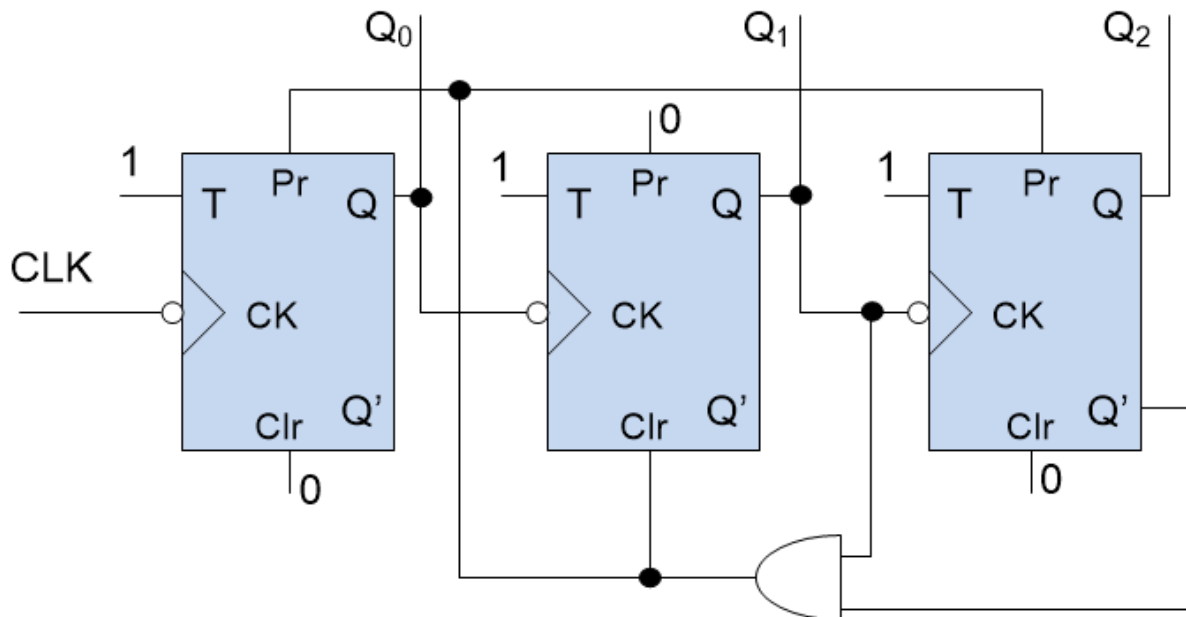 Q₀ Q₁ Q₂
0
1 1 1
Pr Pr Pr
T Q T Q T Q
CLK
CK CK CK
Q’ Q’ Q’
Clr Clr Clr
0 0